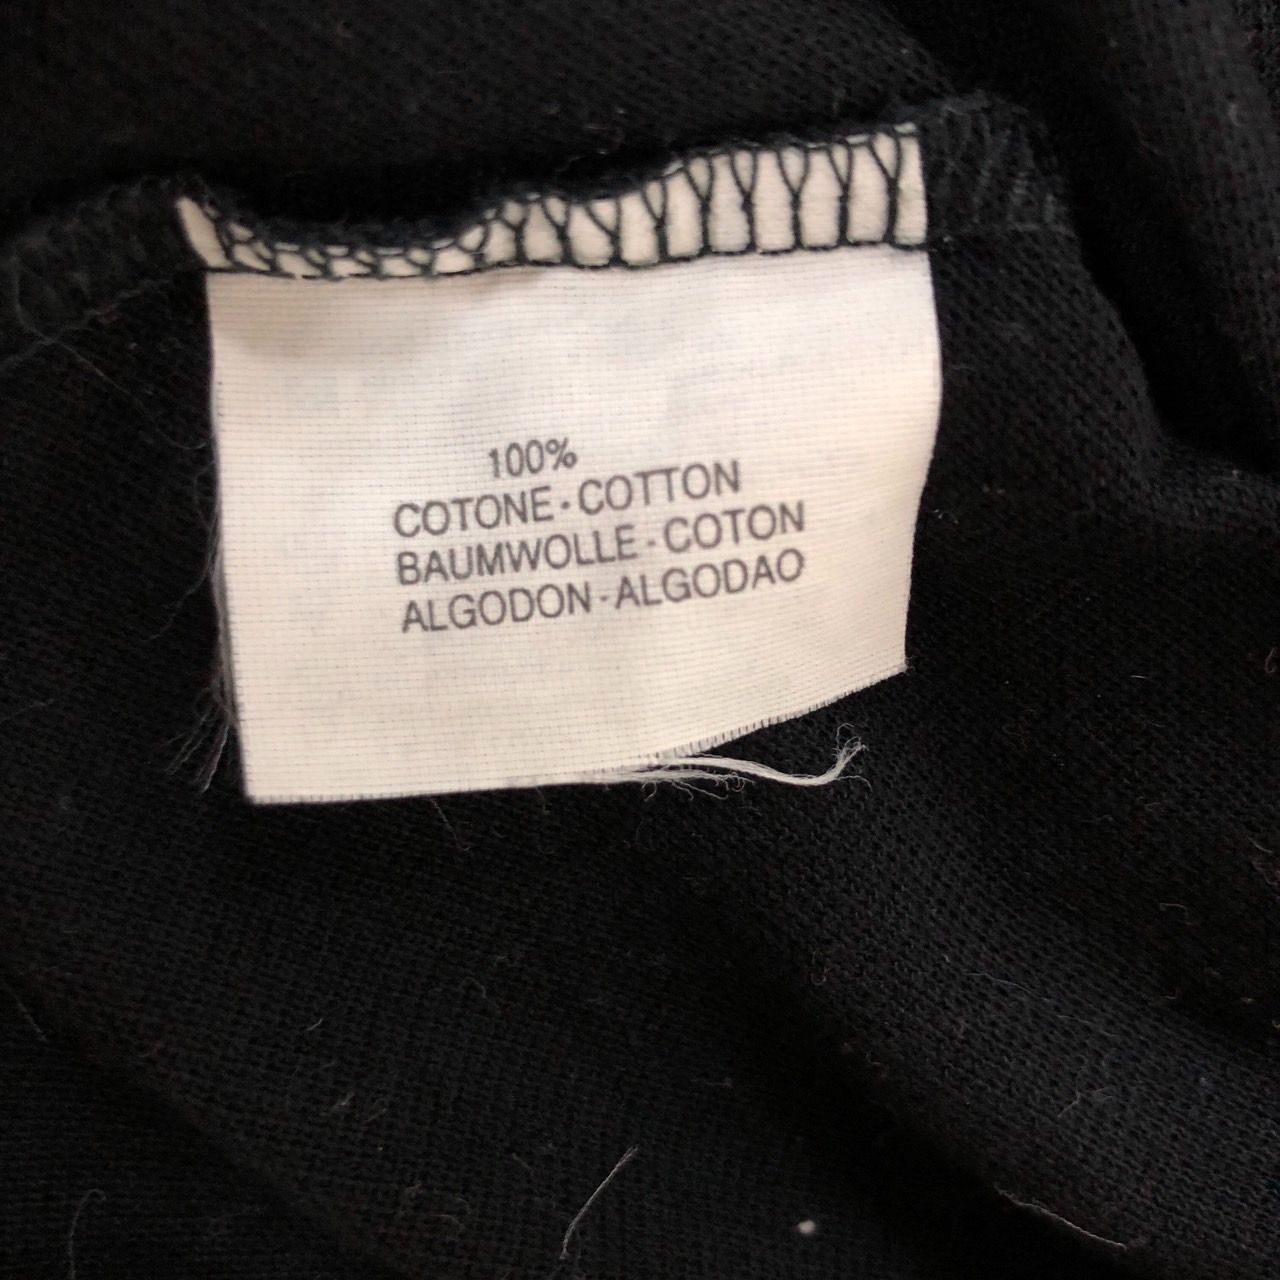 100%
COTONE - COTTON
BAUMWOLLE - COTON
ALGODON - ALGODAO